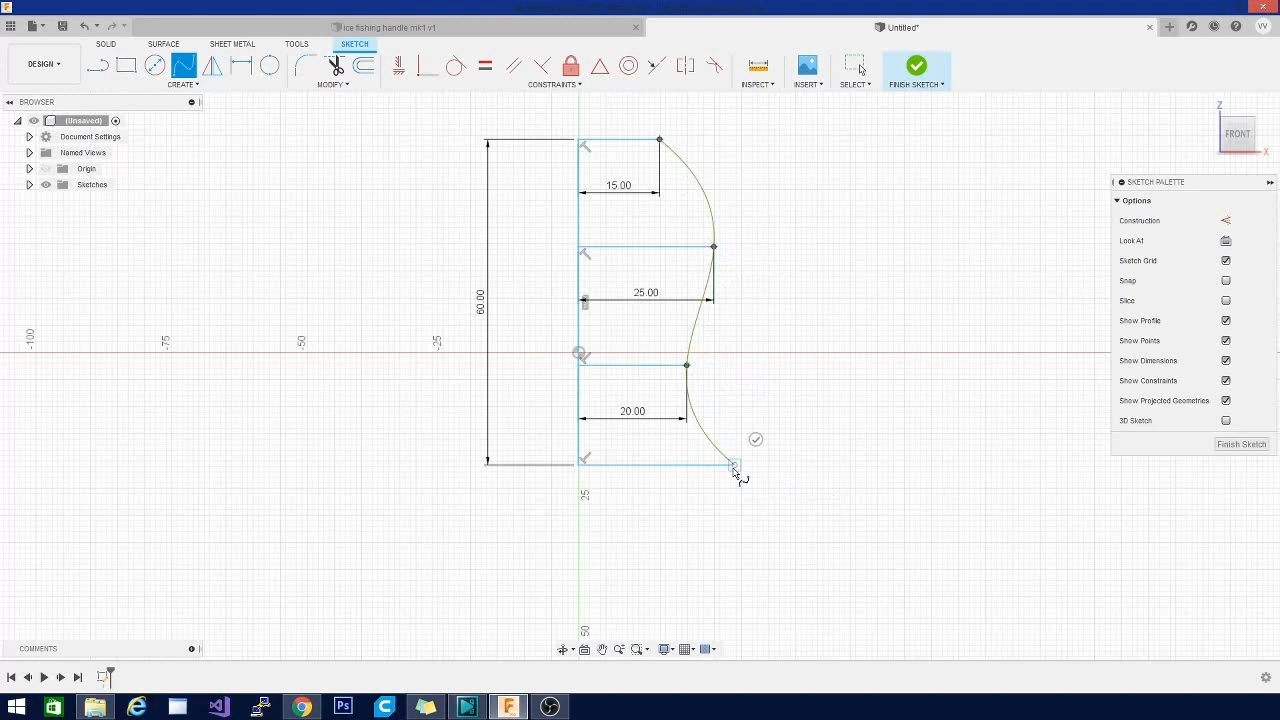 ice fishing handle mk1 v1
Untitled*
VV
DESIGN
SOLID
SURFACE
SHEET METAL
TOOLS
SKETCH
CREATE
MODIFY
CONSTRAINTS
INSPECT
INSERT
SELECT
FINISH SKETCH
BROWSER
(Unsaved)
Document Settings
Named Views
Origin
Sketches
Z
FRONT
X
SKETCH PALETTE
Options
Construction
Look At
Sketch Grid
Snap
Slice
Show Profile
Show Points
Show Dimensions
Show Constraints
Show Projected Geometries
3D Sketch
Finish Sketch
15.00
25.00
60.00
20.00
-100
-75
-50
-25
25
50
COMMENTS
Ps